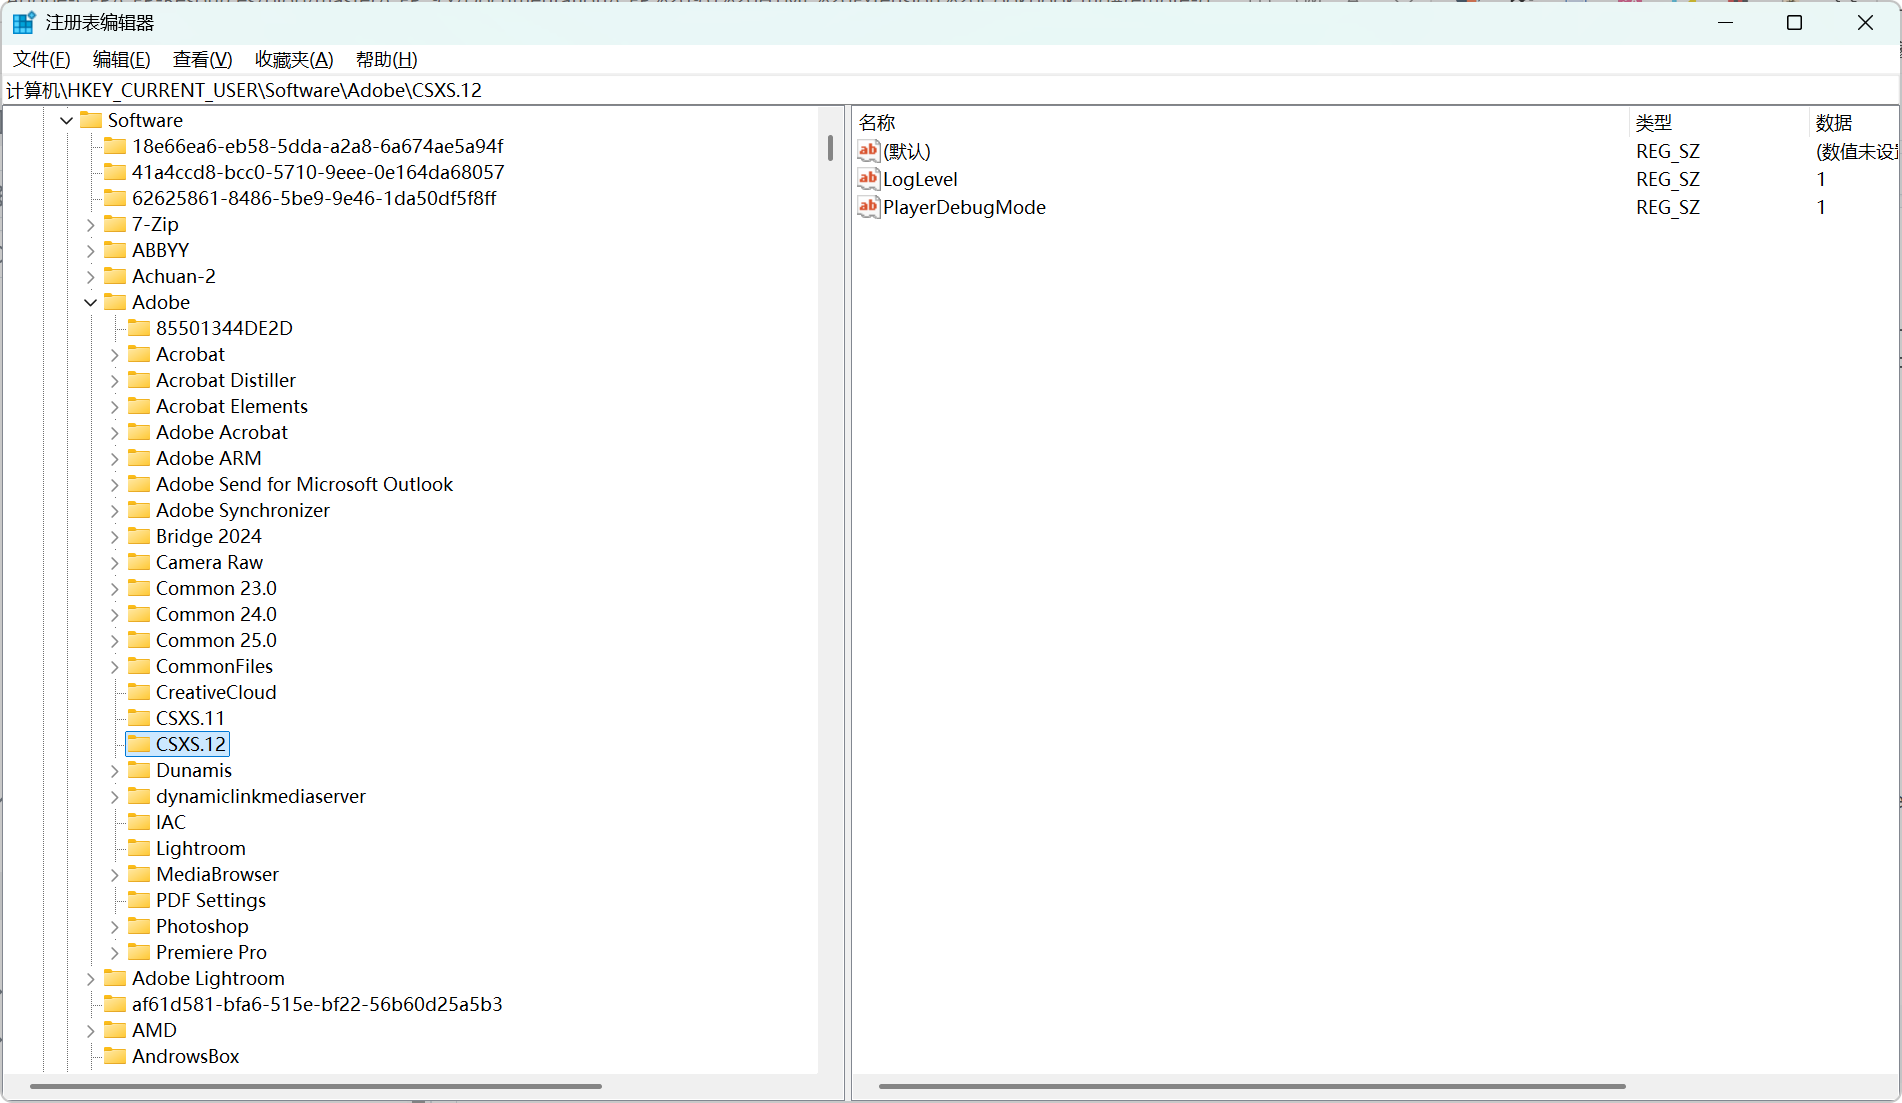 注册表编辑器
文件(F) 编辑(E) 查看(V) 收藏夹(A) 帮助(H)
计算机\HKEY_CURRENT_USER\Software\Adobe\CSXS.12
Software
18e66ea6-eb58-5dda-a2a8-6a674ae5a94f
41a4ccd8-bcc0-5710-9eee-0e164da68057
62625861-8486-5be9-9e46-1da50df5f8ff
7-Zip
ABBYY
Achuan-2
Adobe
85501344DE2D
Acrobat
Acrobat Distiller
Acrobat Elements
Adobe Acrobat
Adobe ARM
Adobe Send for Microsoft Outlook
Adobe Synchronizer
Bridge 2024
Camera Raw
Common 23.0
Common 24.0
Common 25.0
CommonFiles
CreativeCloud
CSXS.11
CSXS.12
Dunamis
dynamiclinkmediaserver
IAC
Lightroom
MediaBrowser
PDF Settings
Photoshop
Premiere Pro
Adobe Lightroom
af61d581-bfa6-515e-bf22-56b60d25a5b3
AMD
AndrowsBox
名称 类型 数据
(默认) REG_SZ (数值未设
LogLevel REG_SZ 1
PlayerDebugMode REG_SZ 1